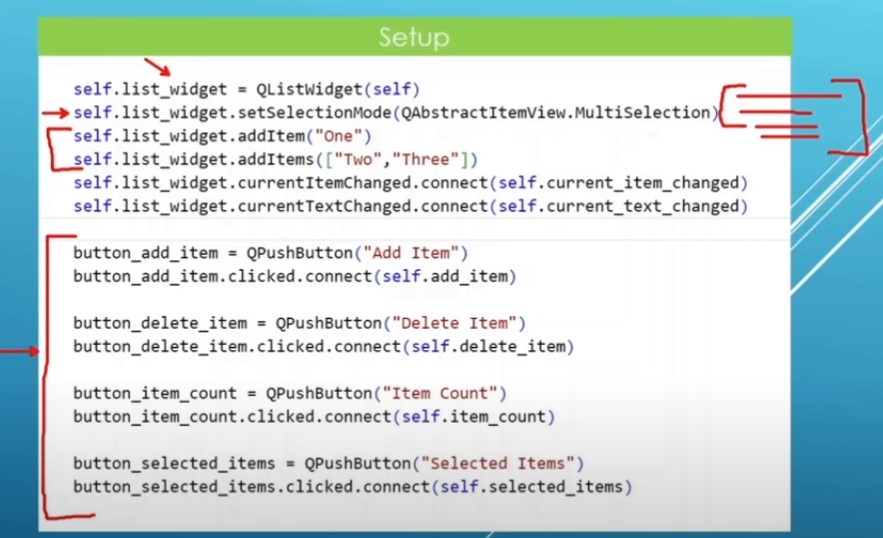 Setup
self.list_widget = QListWidget(self)
self.list_widget.setSelectionMode(QAbstractItemView.MultiSelection)
self.list_widget.addItem("One")
self.list_widget.addItems(["Two","Three"])
self.list_widget.currentItemChanged.connect(self.current_item_changed)
self.list_widget.currentTextChanged.connect(self.current_text_changed)
button_add_item = QPushButton("Add Item")
button_add_item.clicked.connect(self.add_item)
button_delete_item = QPushButton("Delete Item")
button_delete_item.clicked.connect(self.delete_item)
button_item_count = QPushButton("Item Count")
button_item_count.clicked.connect(self.item_count)
button_selected_items = QPushButton("Selected Items")
button_selected_items.clicked.connect(self.selected_items)